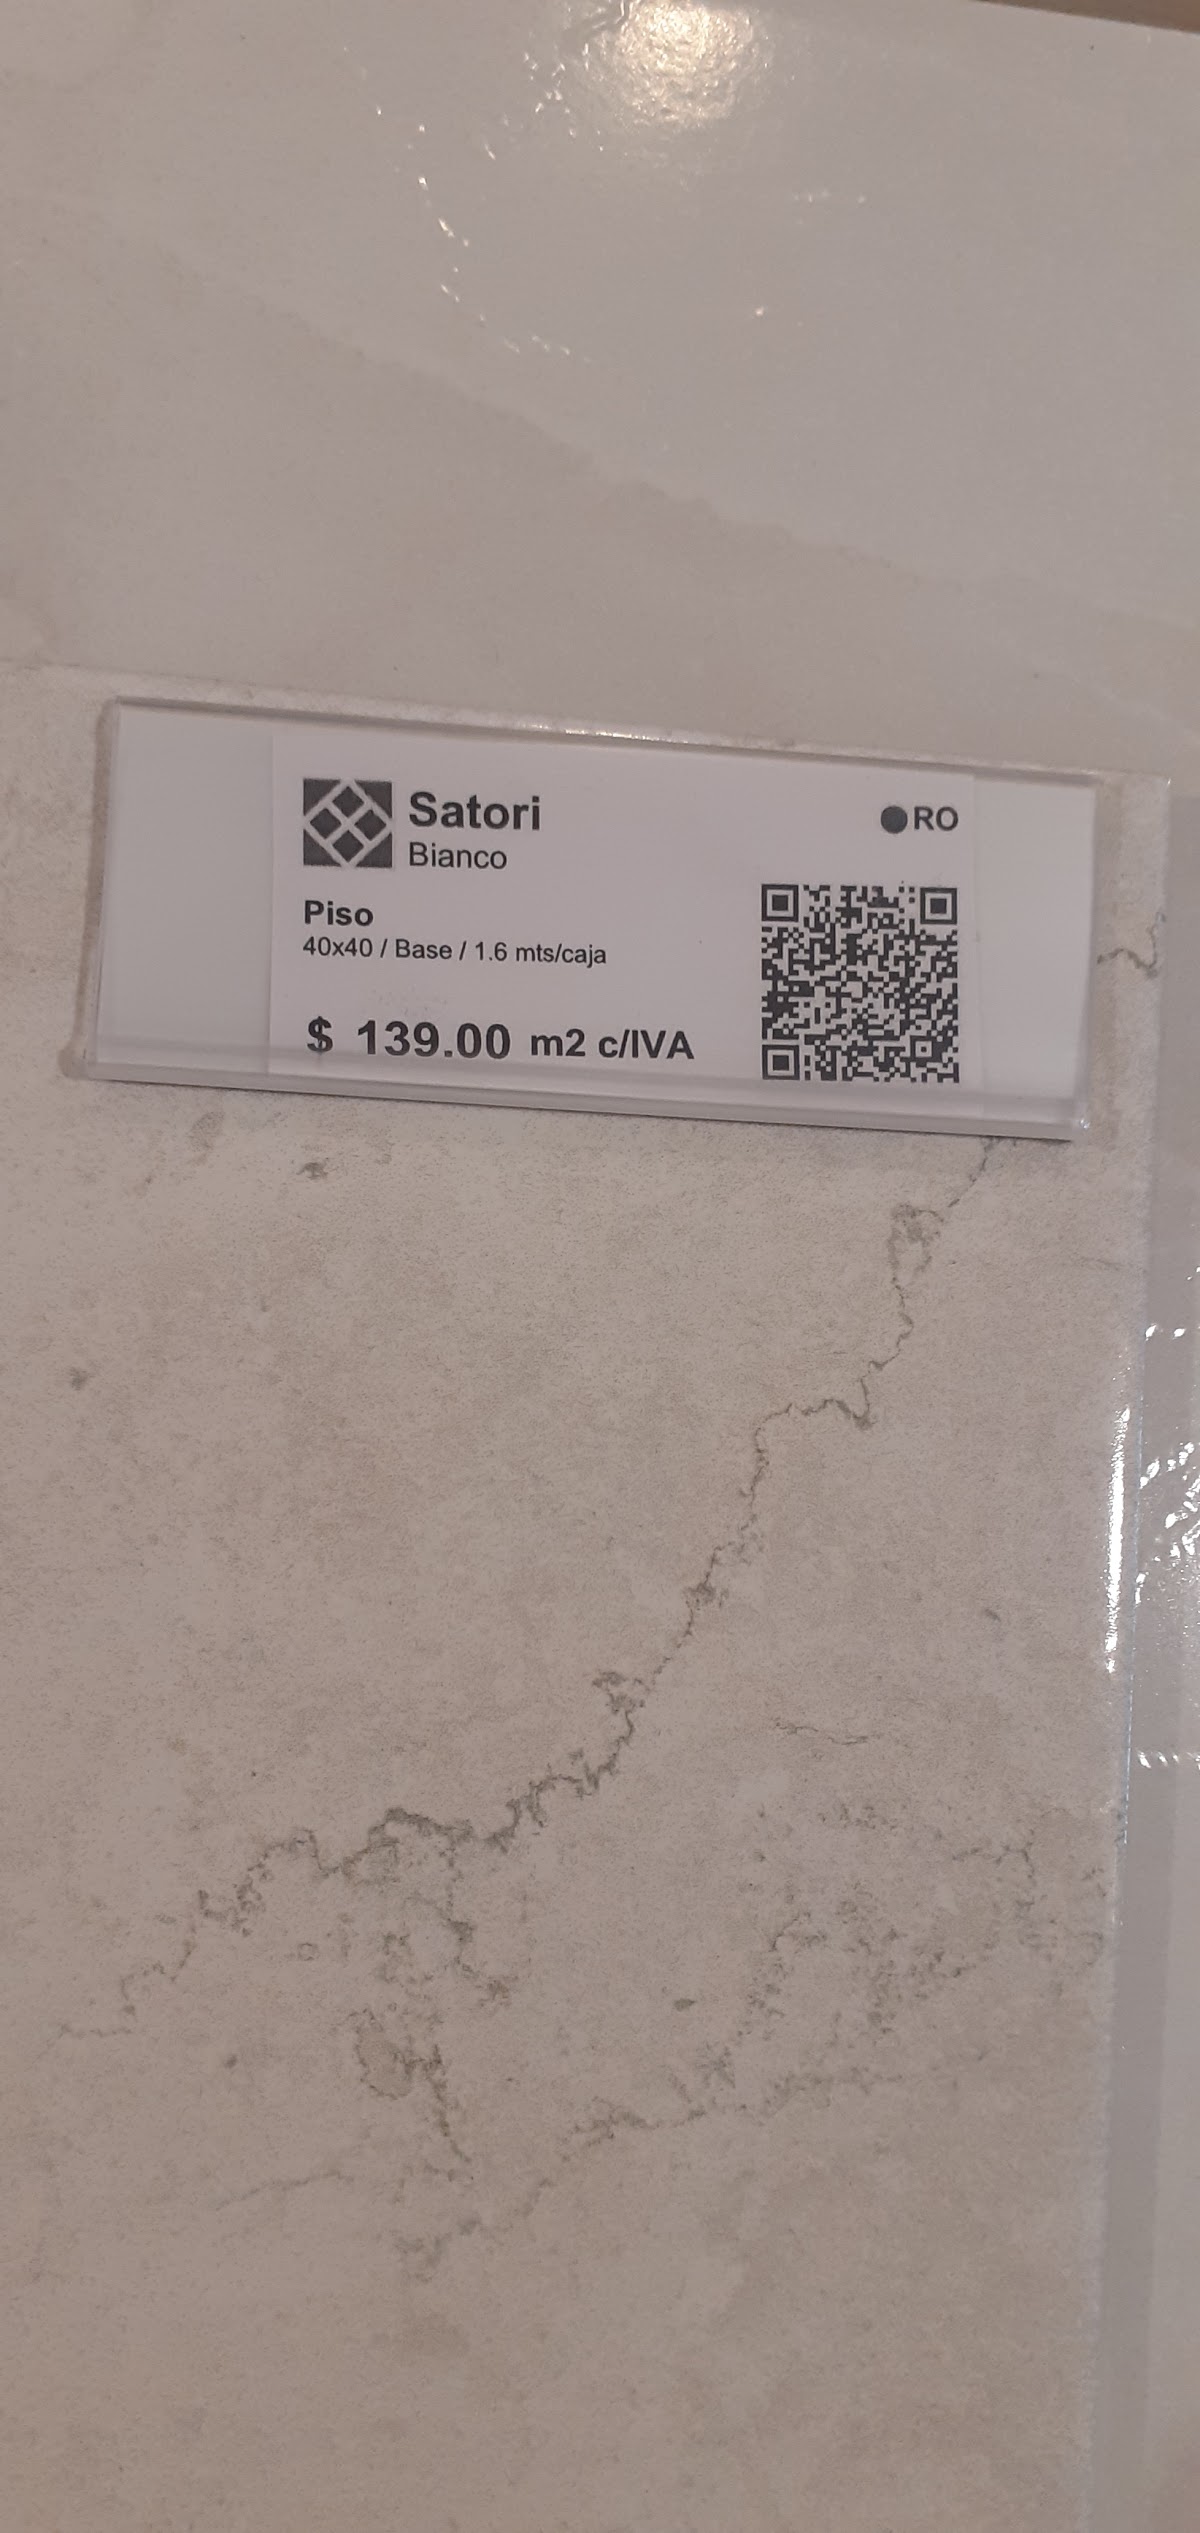 Satori
●RO
Bianco
Piso
40x40 / Base / 1.6 mts/caja
$ 139.00 m2 c/IVA